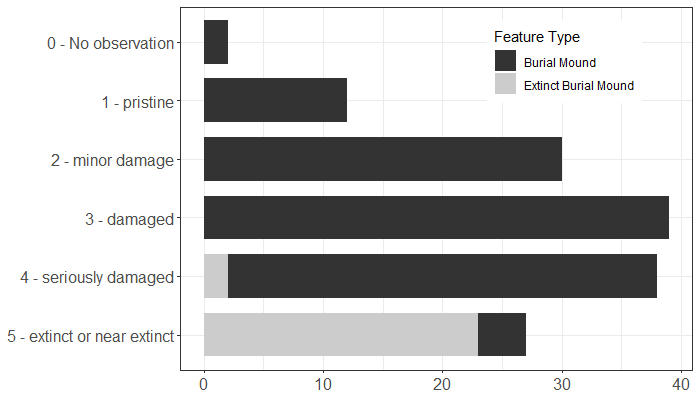 Feature Type
Burial Mound
Extinct Burial Mound
0 - No observation
1 - pristine
2 - minor damage
3 - damaged
4 - seriously damaged
5 - extinct or near extinct
0 10 20 30 40